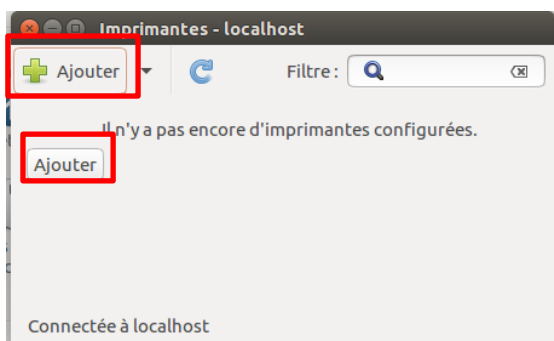 Imprimantes - localhost
Ajouter Filtre :
Il n'y a pas encore d'imprimantes configurées.
Ajouter
Connectée à localhost